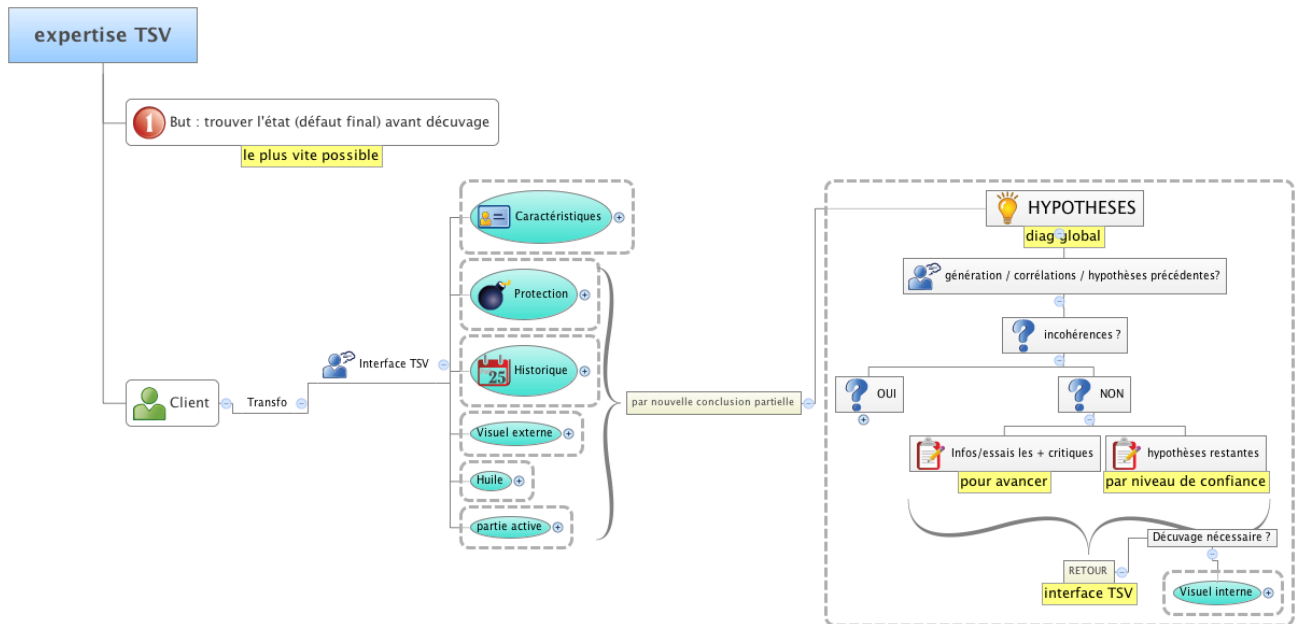 expertise TSV
1
But : trouver l'état (défaut final) avant décuvage
le plus vite possible
Client
Transfo
Interface TSV
Caractéristiques
Protection
25
Historique
Visuel externe
Huile
partie active
par nouvelle conclusion partielle
HYPOTHESES
diag global
génération / corrélations / hypothèses précédentes?
incohérences ?
OUI
NON
Infos/essais les + critiques
pour avancer
hypothèses restantes
par niveau de confiance
Décuvage nécessaire ?
RETOUR
interface TSV
Visuel interne